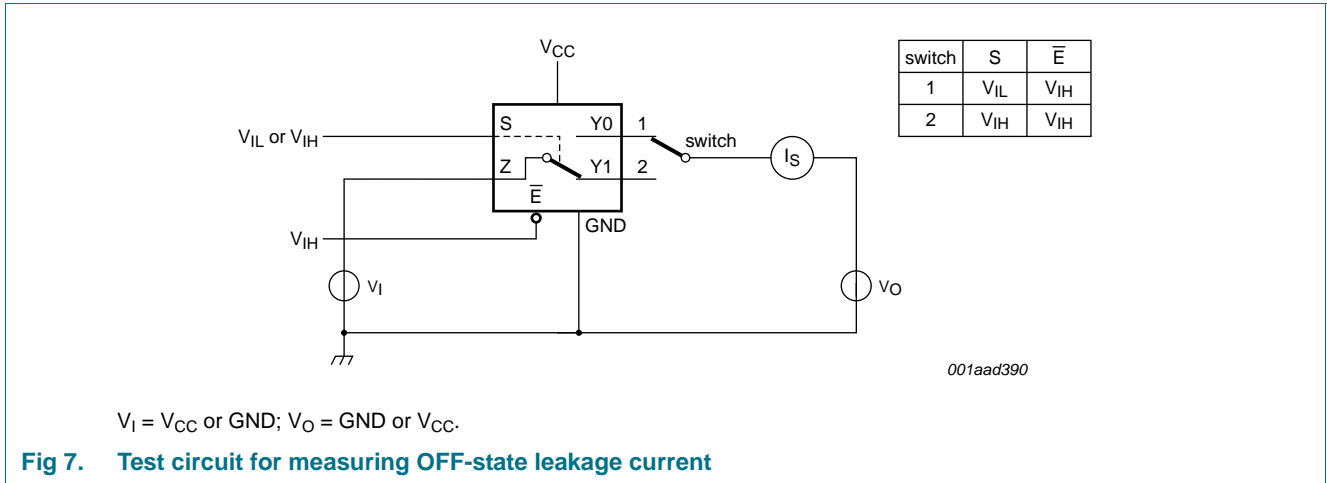 VCC
switch S E̅
1 VIL VIH
2 VIH VIH
VIL or VIH
S Y0 1
switch
IS
Z Y1 2
E̅
GND
VIH
VI
VO
001aad390
VI = VCC or GND; VO = GND or VCC.
Fig 7. Test circuit for measuring OFF-state leakage current